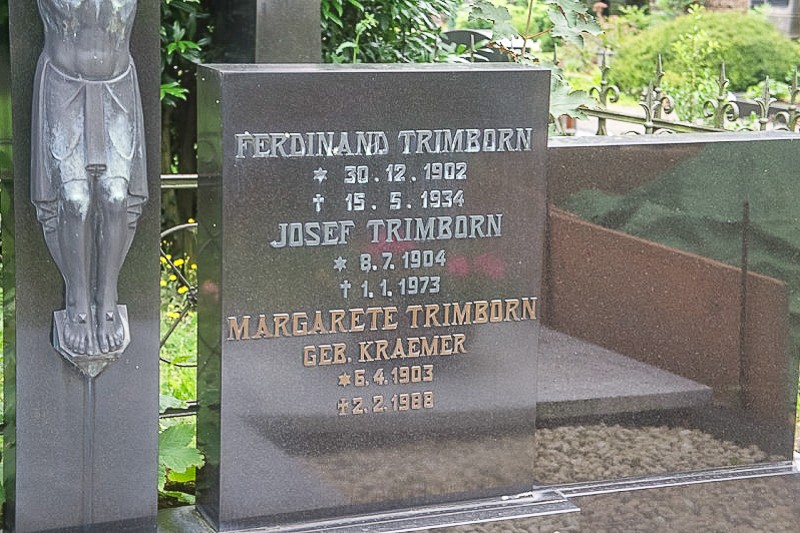 FERDINAND TRIMBORN
* 30.12.1902
† 15.5.1934
JOSEF TRIMBORN
* 8.7.1904
† 1.1.1973
MARGARETE TRIMBORN
GEB. KRAEMER
* 6.4.1903
† 2.2.1988